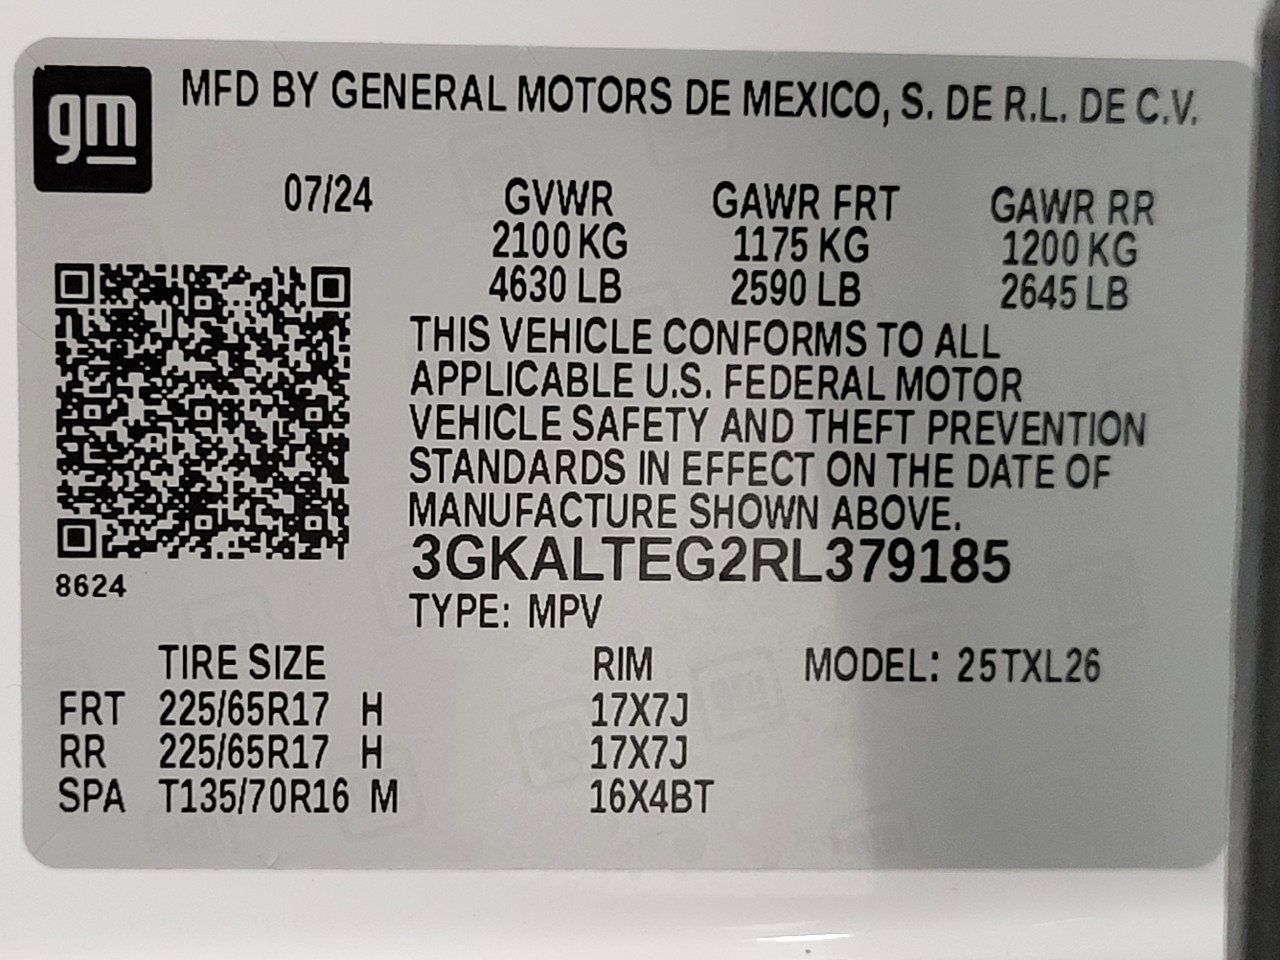 gm
MFD BY GENERAL MOTORS DE MEXICO, S. DE R.L. DE C.V.
07/24 GVWR GAWR FRT GAWR RR
2100 KG 1175 KG 1200 KG
4630 LB 2590 LB 2645 LB
THIS VEHICLE CONFORMS TO ALL
APPLICABLE U.S. FEDERAL MOTOR
VEHICLE SAFETY AND THEFT PREVENTION
STANDARDS IN EFFECT ON THE DATE OF
MANUFACTURE SHOWN ABOVE.
3GKALTEG2RL379185
8624
TYPE: MPV
TIRE SIZE RIM MODEL: 25TXL26
FRT 225/65R17 H 17X7J
RR 225/65R17 H 17X7J
SPA T135/70R16 M 16X4BT